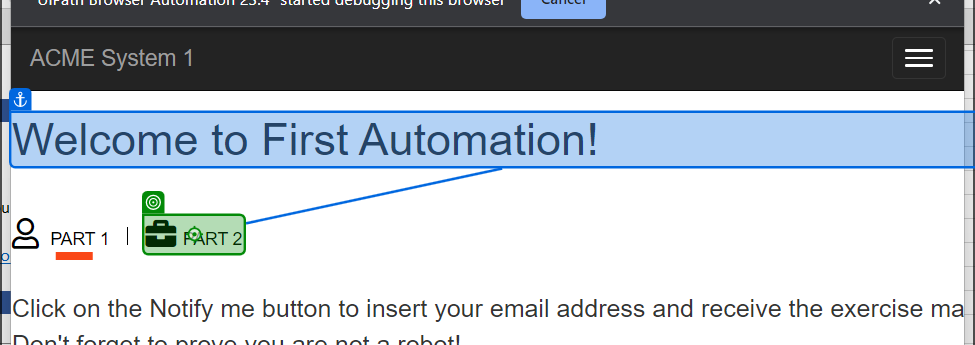 "UiPath Browser Automation 23.4" started debugging this browser
Cancel
ACME System 1
Welcome to First Automation!
PART 1 | PART 2
Click on the Notify me button to insert your email address and receive the exercise ma
Don't forget to prove you are not a robot!